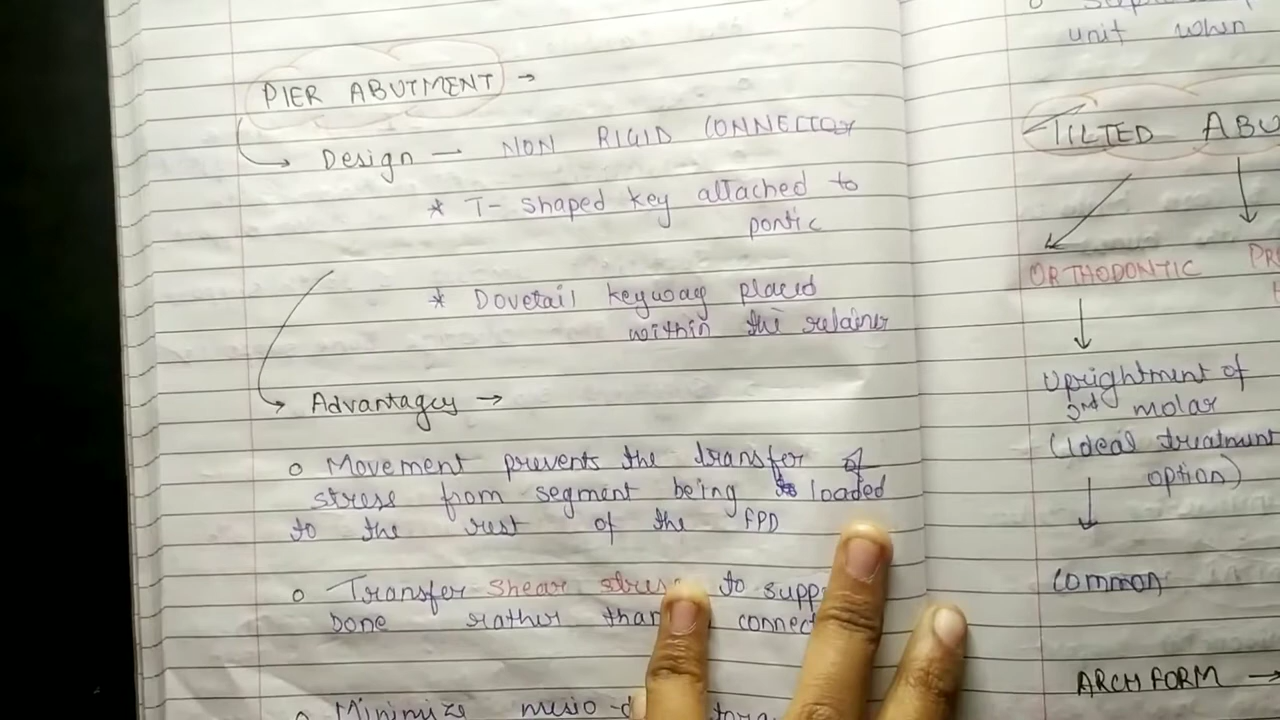 PIER ABUTMENT →
Design — NON RIGID CONNECTOR
* T- shaped key attached to
pontic
* Dovetail keyway placed
within the retainer
Advantages →
o Movement prevents the transfer of
stress from segment being loaded
to the rest of the FPD
o Transfer shear stress to supp
bone rather than connect
o Minimize mesio-d
unit when
TILTED ABU
ORTHODONTIC
Uprightment of
2nd molar
(Ideal treatment
option)
common
ARCH FORM →